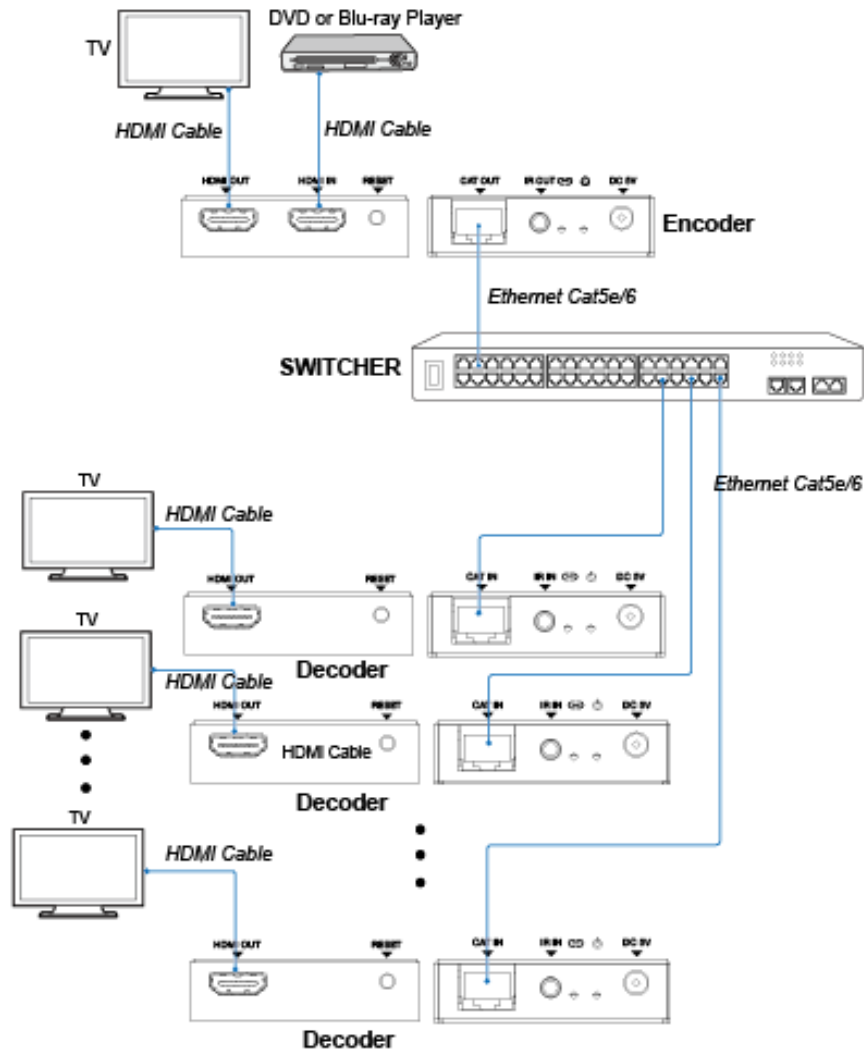 DVD or Blu-ray Player
TV
HDMI Cable
HDMI Cable
HDMI OUT
HDMI IN
RESET
CAT OUT
IR OUT
DC 5V
Encoder
Ethernet Cat5e/6
SWITCHER
Ethernet Cat5e/6
TV
HDMI Cable
HDMI OUT
RESET
CAT IN
IR IN
DC 5V
Decoder
TV
HDMI Cable
HDMI OUT
RESET
CAT IN
IR IN
DC 5V
HDMI Cable
Decoder
TV
HDMI Cable
HDMI OUT
RESET
CAT IN
IR IN
DC 5V
Decoder